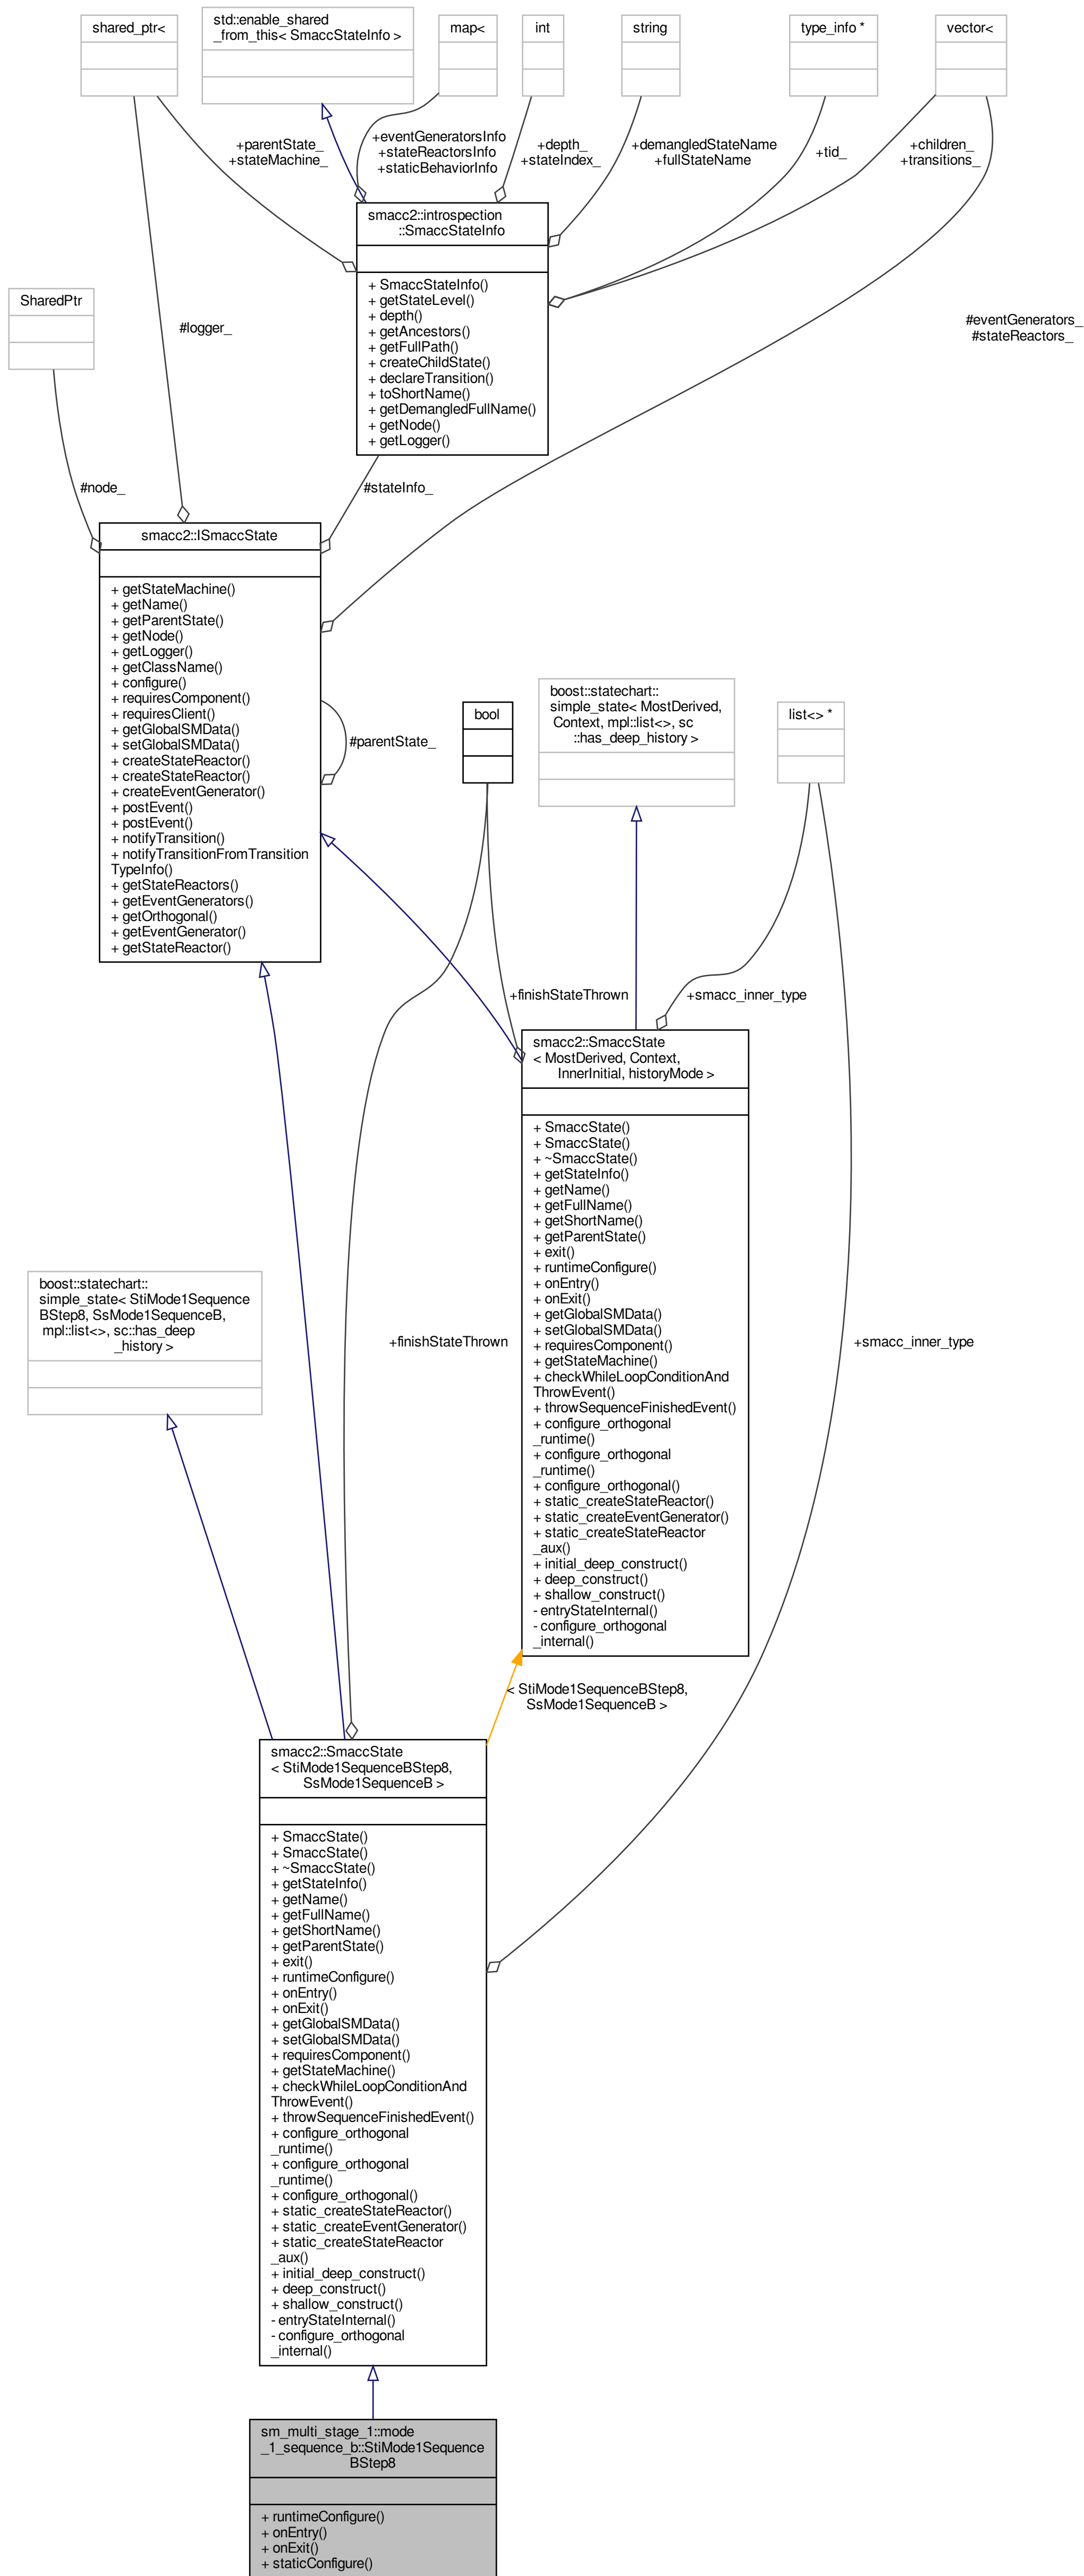 shared_ptr<
std::enable_shared
_from_this< SmaccStateInfo >
map<
int
string
type_info *
vector<
+parentState_
+stateMachine_
+eventGeneratorsInfo
+stateReactorsInfo
+staticBehaviorInfo
+depth_
+stateIndex_
+demangledStateName
+fullStateName
+tid_
+children_
+transitions_
smacc2::introspection
::SmaccStateInfo
+ SmaccStateInfo()
+ getStateLevel()
+ depth()
+ getAncestors()
+ getFullPath()
+ createChildState()
+ declareTransition()
+ toShortName()
+ getDemangledFullName()
+ getNode()
+ getLogger()
SharedPtr
#logger_
#eventGenerators_
#stateReactors_
#node_
#stateInfo_
smacc2::ISmaccState
+ getStateMachine()
+ getName()
+ getParentState()
+ getNode()
+ getLogger()
+ getClassName()
+ configure()
+ requiresComponent()
+ requiresClient()
+ getGlobalSMData()
+ setGlobalSMData()
+ createStateReactor()
+ createStateReactor()
+ createEventGenerator()
+ postEvent()
+ postEvent()
+ notifyTransition()
+ notifyTransitionFromTransition
TypeInfo()
+ getStateReactors()
+ getEventGenerators()
+ getOrthogonal()
+ getEventGenerator()
+ getStateReactor()
#parentState_
bool
boost::statechart::
simple_state< MostDerived,
Context, mpl::list<>, sc
::has_deep_history >
list<> *
+finishStateThrown
+smacc_inner_type
smacc2::SmaccState
< MostDerived, Context,
InnerInitial, historyMode >
+ SmaccState()
+ SmaccState()
+ ~SmaccState()
+ getStateInfo()
+ getName()
+ getFullName()
+ getShortName()
+ getParentState()
+ exit()
+ runtimeConfigure()
+ onEntry()
+ onExit()
+ getGlobalSMData()
+ setGlobalSMData()
+ requiresComponent()
+ getStateMachine()
+ checkWhileLoopConditionAnd
ThrowEvent()
+ throwSequenceFinishedEvent()
+ configure_orthogonal
_runtime()
+ configure_orthogonal
_runtime()
+ configure_orthogonal()
+ static_createStateReactor()
+ static_createEventGenerator()
+ static_createStateReactor
_aux()
+ initial_deep_construct()
+ deep_construct()
+ shallow_construct()
- entryStateInternal()
- configure_orthogonal
_internal()
boost::statechart::
simple_state< StiMode1Sequence
BStep8, SsMode1SequenceB,
mpl::list<>, sc::has_deep
_history >
+finishStateThrown
+smacc_inner_type
< StiMode1SequenceBStep8,
SsMode1SequenceB >
smacc2::SmaccState
< StiMode1SequenceBStep8,
SsMode1SequenceB >
+ SmaccState()
+ SmaccState()
+ ~SmaccState()
+ getStateInfo()
+ getName()
+ getFullName()
+ getShortName()
+ getParentState()
+ exit()
+ runtimeConfigure()
+ onEntry()
+ onExit()
+ getGlobalSMData()
+ setGlobalSMData()
+ requiresComponent()
+ getStateMachine()
+ checkWhileLoopConditionAnd
ThrowEvent()
+ throwSequenceFinishedEvent()
+ configure_orthogonal
_runtime()
+ configure_orthogonal
_runtime()
+ configure_orthogonal()
+ static_createStateReactor()
+ static_createEventGenerator()
+ static_createStateReactor
_aux()
+ initial_deep_construct()
+ deep_construct()
+ shallow_construct()
- entryStateInternal()
- configure_orthogonal
_internal()
sm_multi_stage_1::mode
_1_sequence_b::StiMode1Sequence
BStep8
+ runtimeConfigure()
+ onEntry()
+ onExit()
+ staticConfigure()